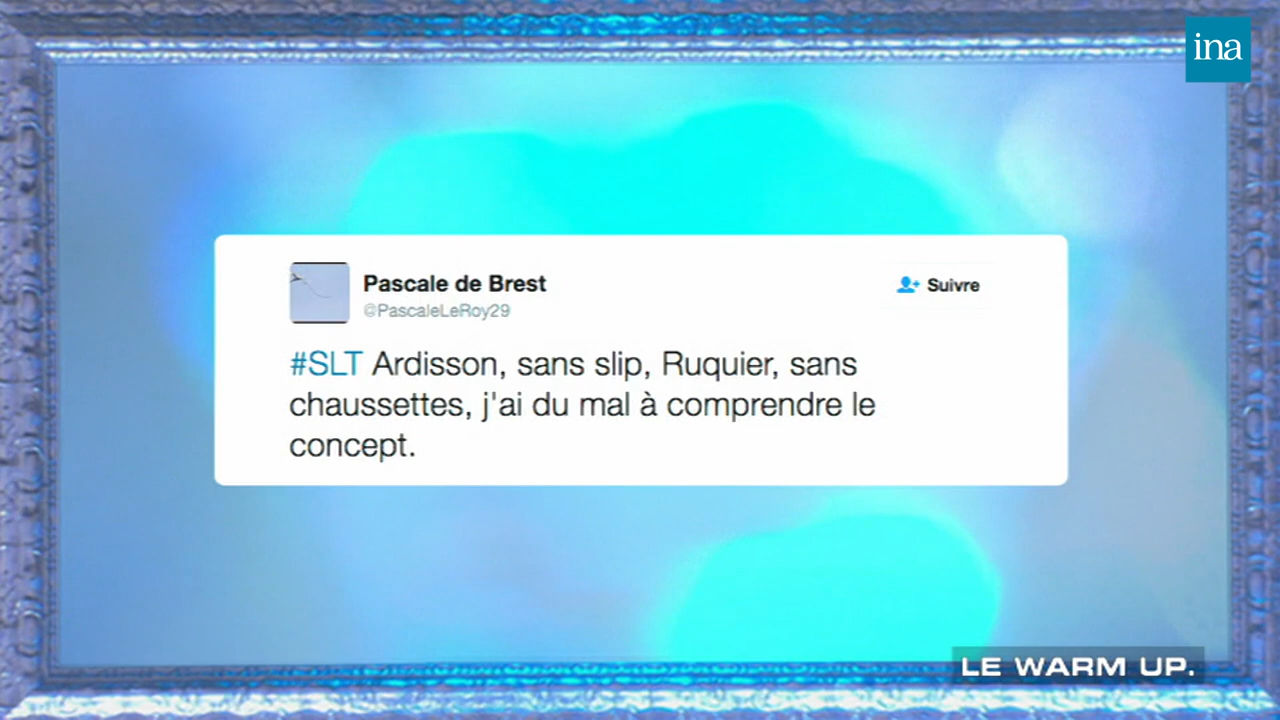 ina
Pascale de Brest
Suivre
@PascaleLeRoy29
#SLT Ardisson, sans slip, Ruquier, sans
chaussettes, j'ai du mal à comprendre le
concept.
LE WARM UP.